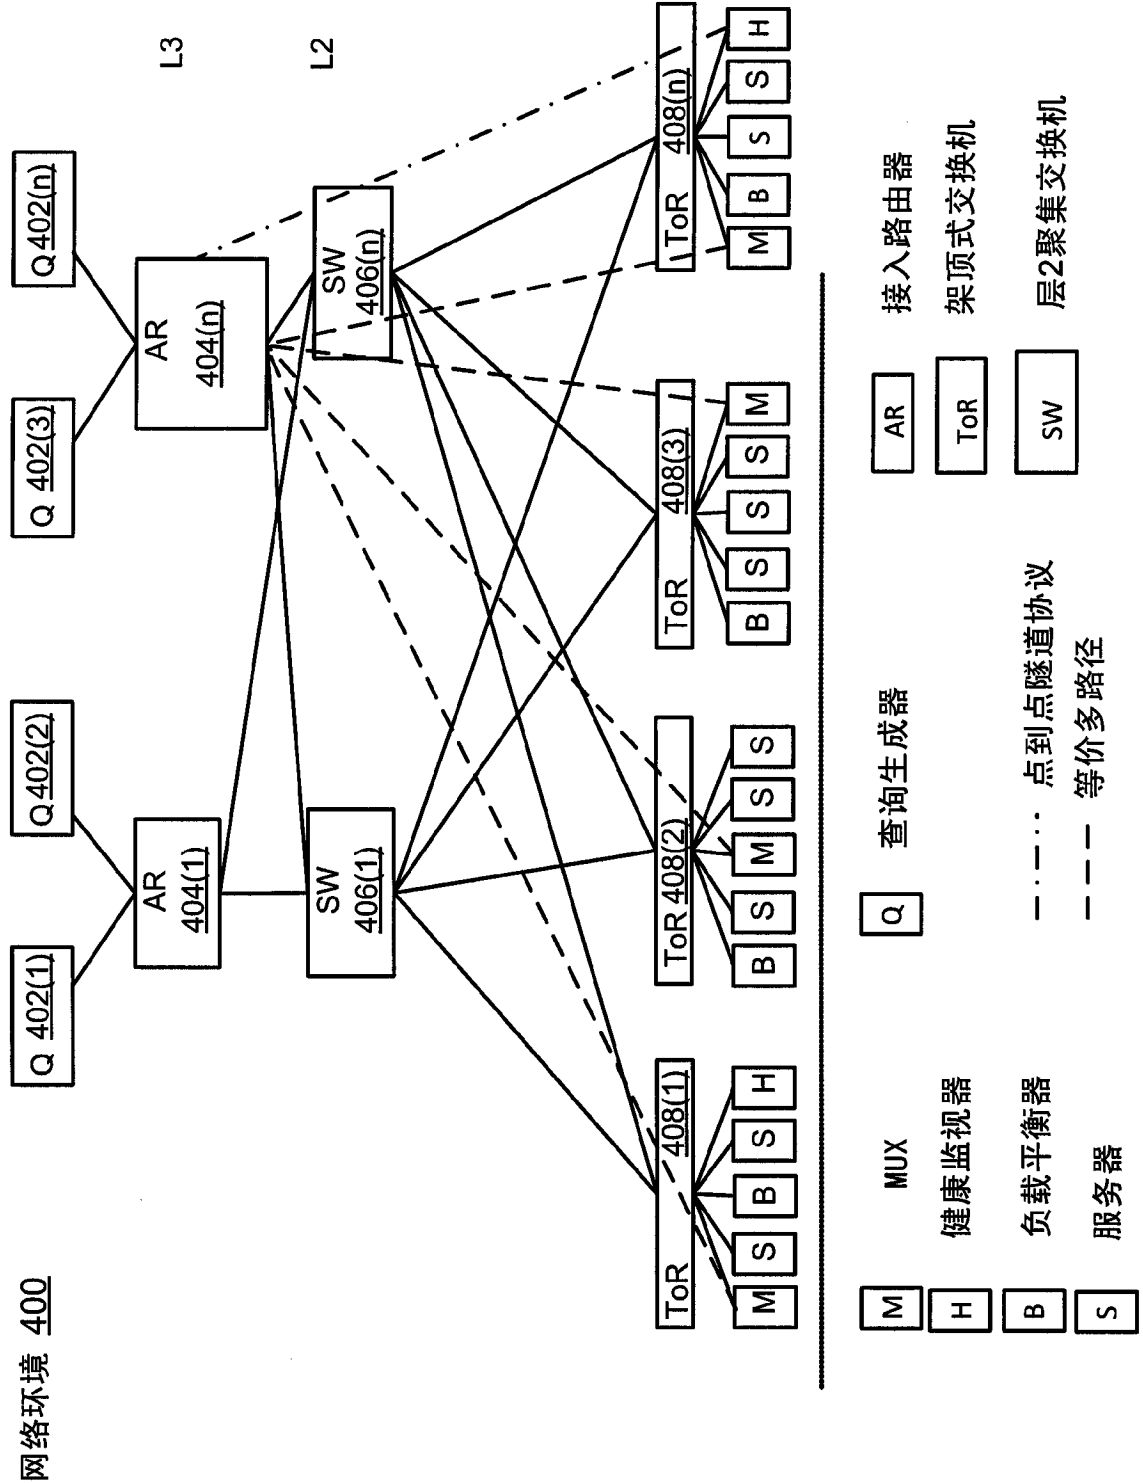 网络环境 400
Q 402(1)
Q 402(2)
Q 402(3)
Q 402(n)
AR
404(1)
AR
404(n)
L3
SW
406(1)
SW
406(n)
L2
ToR 408(1)
ToR 408(2)
ToR 408(3)
ToR 408(n)
M
S
B
S
H
B
S
M
S
S
B
S
S
S
M
M
B
S
S
H
M MUX
H 健康监视器
B 负载平衡器
S 服务器
Q 查询生成器
点到点隧道协议
等价多路径
AR 接入路由器
ToR 架顶式交换机
SW 层2聚集交换机